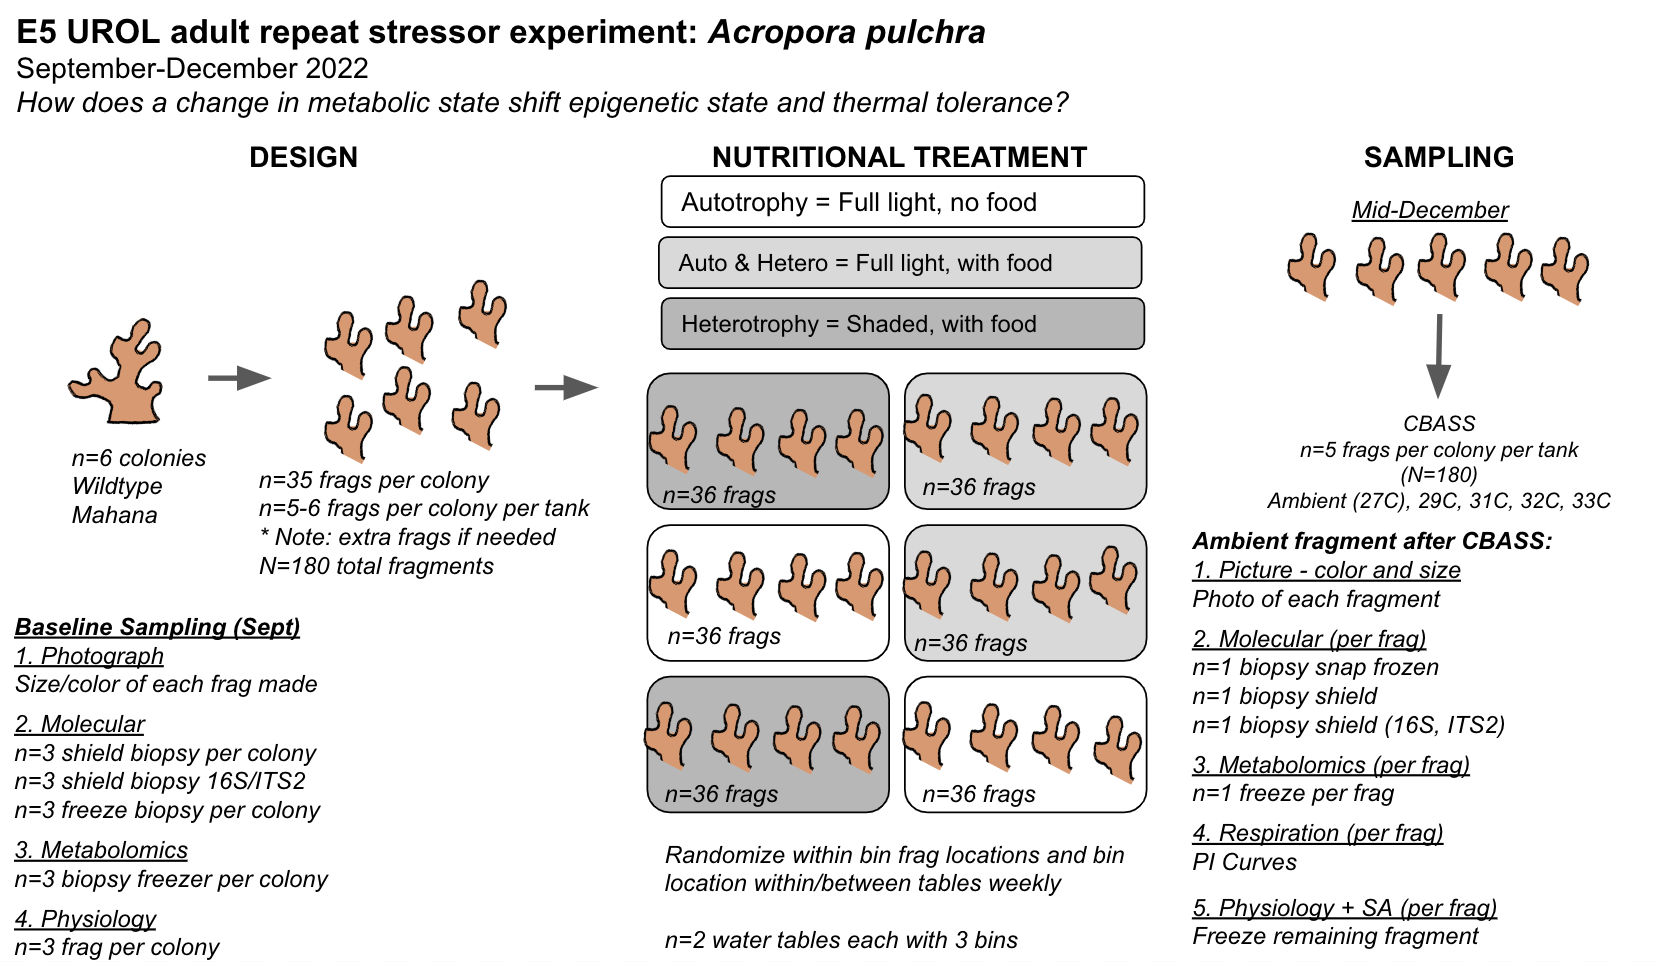 E5 UROL adult repeat stressor experiment: Acropora pulchra
September-December 2022
How does a change in metabolic state shift epigenetic state and thermal tolerance?
DESIGN
n=6 colonies
Wildtype
Mahana
n=35 frags per colony
n=5-6 frags per colony per tank
* Note: extra frags if needed
N=180 total fragments
Baseline Sampling (Sept)
1. Photograph
Size/color of each frag made
2. Molecular
n=3 shield biopsy per colony
n=3 shield biopsy 16S/ITS2
n=3 freeze biopsy per colony
3. Metabolomics
n=3 biopsy freezer per colony
4. Physiology
n=3 frag per colony
NUTRITIONAL TREATMENT
Autotrophy = Full light, no food
Auto & Hetero = Full light, with food
Heterotrophy = Shaded, with food
n=36 frags
n=36 frags
n=36 frags
n=36 frags
n=36 frags
n=36 frags
Randomize within bin frag locations and bin
location within/between tables weekly
n=2 water tables each with 3 bins
SAMPLING
Mid-December
CBASS
n=5 frags per colony per tank
(N=180)
Ambient (27C), 29C, 31C, 32C, 33C
Ambient fragment after CBASS:
1. Picture - color and size
Photo of each fragment
2. Molecular (per frag)
n=1 biopsy snap frozen
n=1 biopsy shield
n=1 biopsy shield (16S, ITS2)
3. Metabolomics (per frag)
n=1 freeze per frag
4. Respiration (per frag)
PI Curves
5. Physiology + SA (per frag)
Freeze remaining fragment